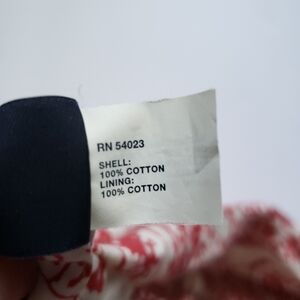 RN 54023
SHELL:
100% COTTON
LINING:
100% COTTON